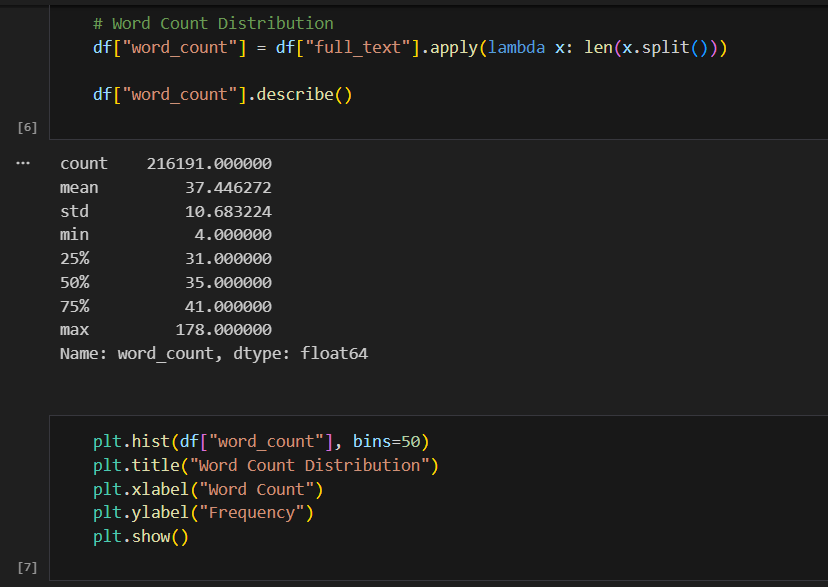 # Word Count Distribution
df["word_count"] = df["full_text"].apply(lambda x: len(x.split()))
df["word_count"].describe()
[6]
...
count 216191.000000
mean 37.446272
std 10.683224
min 4.000000
25% 31.000000
50% 35.000000
75% 41.000000
max 178.000000
Name: word_count, dtype: float64
plt.hist(df["word_count"], bins=50)
plt.title("Word Count Distribution")
plt.xlabel("Word Count")
plt.ylabel("Frequency")
plt.show()
[7]